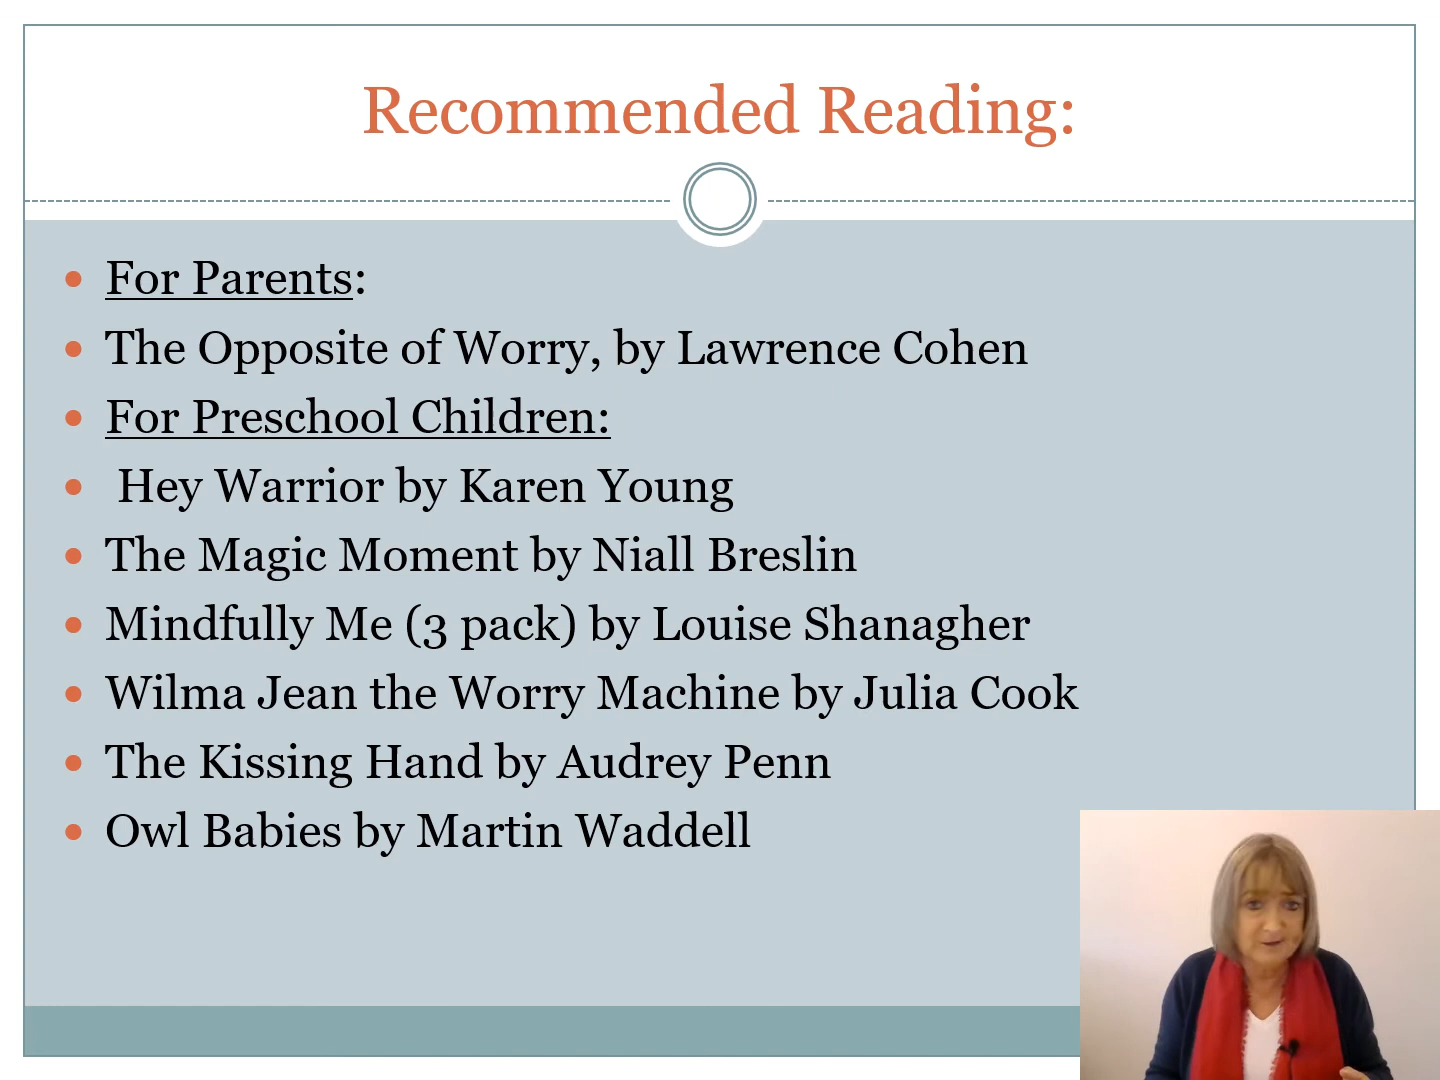 Recommended Reading:
For Parents:
The Opposite of Worry, by Lawrence Cohen
For Preschool Children:
Hey Warrior by Karen Young
The Magic Moment by Niall Breslin
Mindfully Me (3 pack) by Louise Shanagher
Wilma Jean the Worry Machine by Julia Cook
The Kissing Hand by Audrey Penn
Owl Babies by Martin Waddell